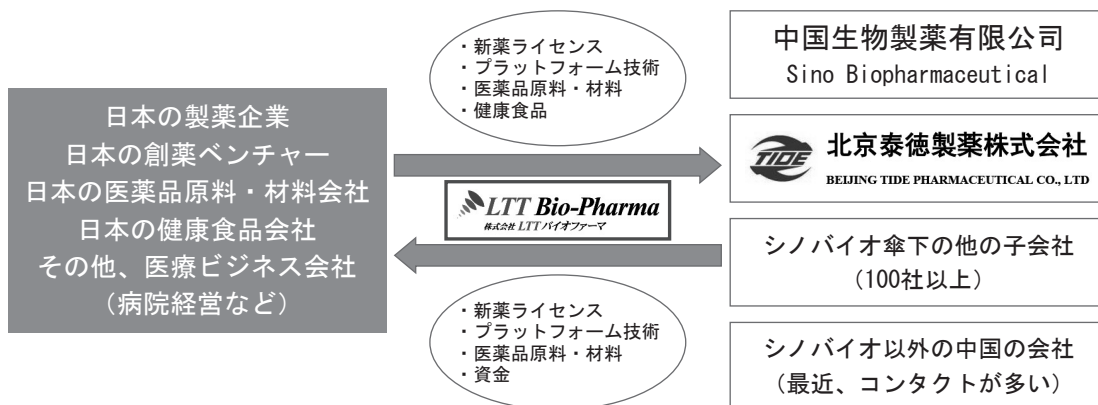 日本の製薬企業
日本の創薬ベンチャー
日本の医薬品原料・材料会社
日本の健康食品会社
その他、医療ビジネス会社
（病院経営など）
・新薬ライセンス
・プラットフォーム技術
・医薬品原料・材料
・健康食品
LTT Bio-Pharma
株式会社 LTTバイオファーマ
・新薬ライセンス
・プラットフォーム技術
・医薬品原料・材料
・資金
中国生物製薬有限公司
Sino Biopharmaceutical
TIDE
北京泰徳製薬株式会社
BEIJING TIDE PHARMACEUTICAL CO., LTD
シノバイオ傘下の他の子会社
（100社以上）
シノバイオ以外の中国の会社
（最近、コンタクトが多い）